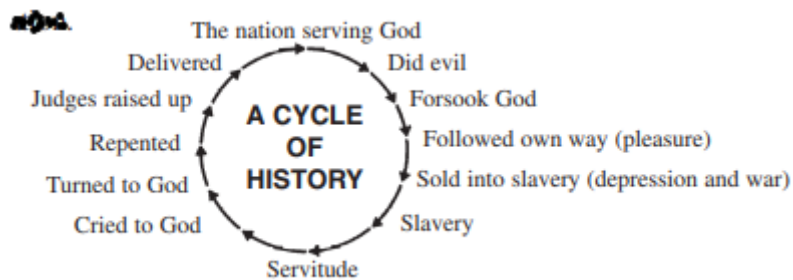 The nation serving God
Did evil
Forsook God
Followed own way (pleasure)
Sold into slavery (depression and war)
Slavery
Servitude
Cried to God
Turned to God
Repented
Judges raised up
Delivered
A CYCLE
OF
HISTORY